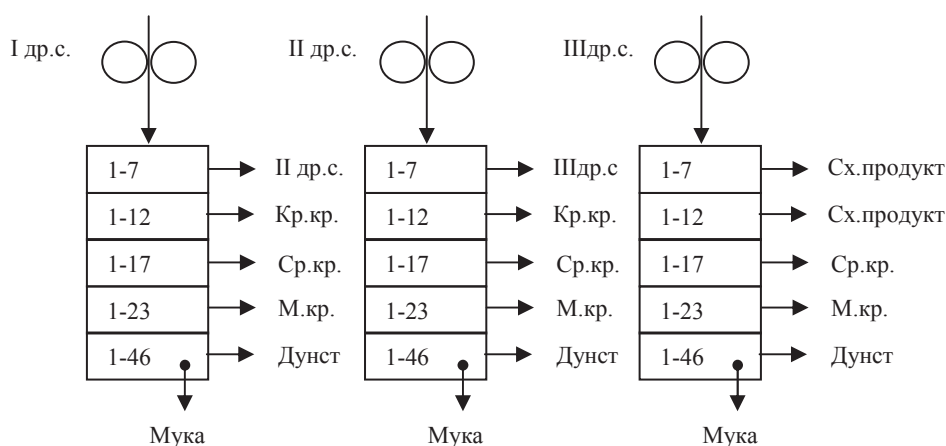 I др.с.
II др.с.
IIIдр.с.
1-7
II др.с.
1-12
Кр.кр.
1-17
Ср.кр.
1-23
М.кр.
1-46
Дунст
Мука
1-7
IIIдр.с
1-12
Кр.кр.
1-17
Ср.кр.
1-23
М.кр.
1-46
Дунст
Мука
1-7
Сх.продукт
1-12
Сх.продукт
1-17
Ср.кр.
1-23
М.кр.
1-46
Дунст
Мука